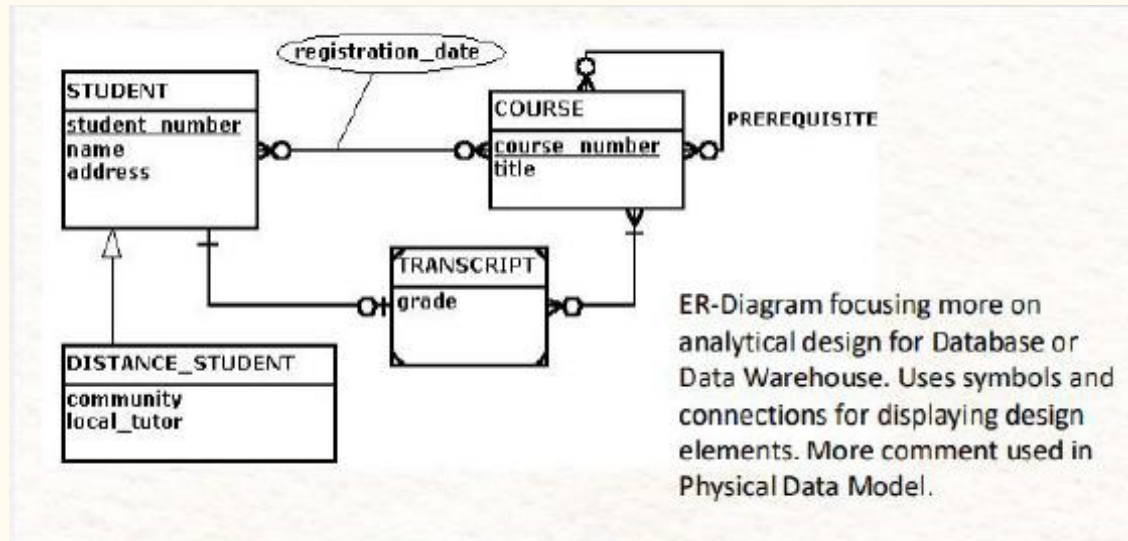 registration_date
STUDENT
student_number
name
address
COURSE
course_number
title
PREREQUISITE
TRANSCRIPT
grade
DISTANCE_STUDENT
community
local_tutor
ER-Diagram focusing more on
analytical design for Database or
Data Warehouse. Uses symbols and
connections for displaying design
elements. More comment used in
Physical Data Model.